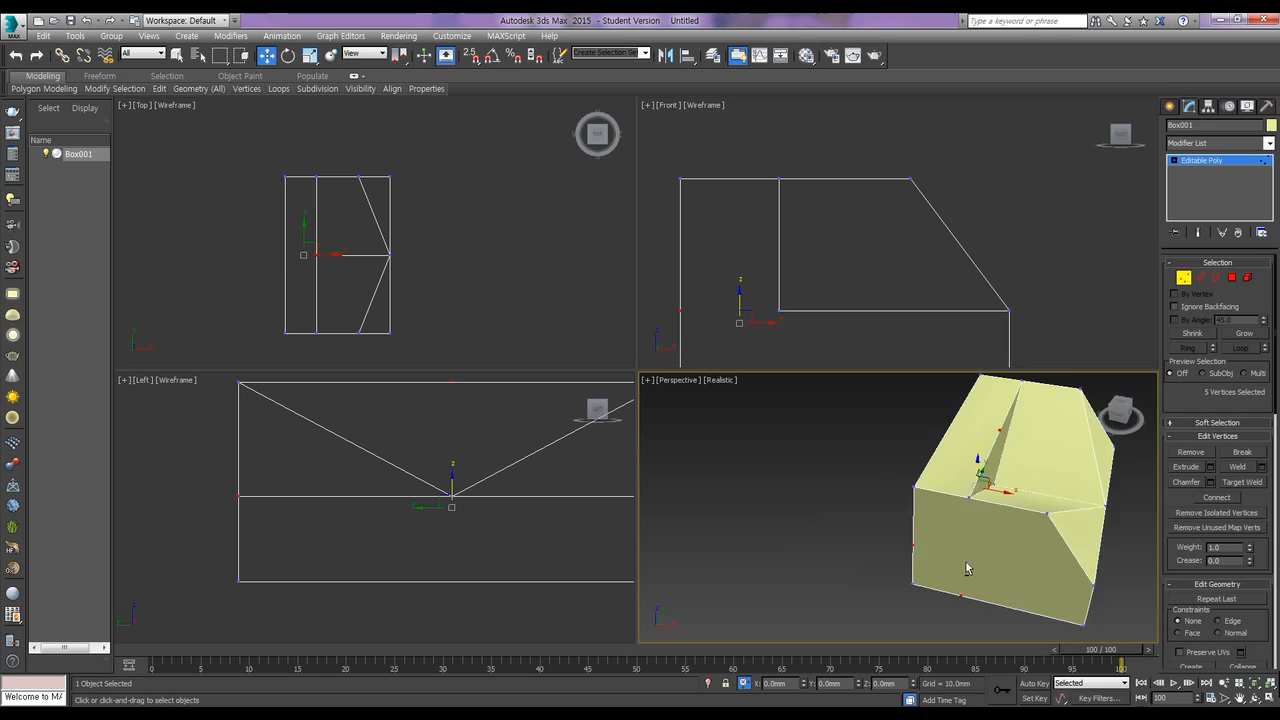 MAX
Workspace: Default
Autodesk 3ds Max 2015 - Student Version Untitled
Type a keyword or phrase
Edit Tools Group Views Create Modifiers Animation Graph Editors Rendering Customize MAXScript Help
All View Create Selection Se
Modeling Freeform Selection Object Paint Populate
Polygon Modeling Modify Selection Edit Geometry (All) Vertices Loops Subdivision Visibility Align Properties
Select Display
Name
Box001
[+] [Top] [Wireframe]
TOP
[+] [Front] [Wireframe]
FRONT
[+] [Left] [Wireframe]
LEFT
[+] [Perspective] [Realistic]
Box001
Modifier List
Editable Poly
Selection
By Vertex
Ignore Backfacing
By Angle: 45.0
Shrink Grow
Ring Loop
Preview Selection
Off SubObj Multi
5 Vertices Selected
Soft Selection
Edit Vertices
Remove Break
Extrude Weld
Chamfer Target Weld
Connect
Remove Isolated Vertices
Remove Unused Map Verts
Weight: 1.0
Crease: 0.0
Edit Geometry
Repeat Last
Constraints
None Edge
Face Normal
Preserve UVs
Create Collapse
100 / 100
0 5 10 15 20 25 30 35 40 45 50 55 60 65 70 75 80 85 90 95 100
1 Object Selected
X: 0.0mm Y: 0.0mm Z: 0.0mm Grid = 10.0mm
Auto Key Selected
Welcome to MA
Click or click-and-drag to select objects
Add Time Tag
Set Key Key Filters... 100